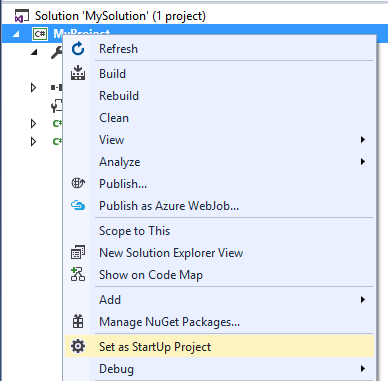 Solution 'MySolution' (1 project)
C# MyProject
Refresh
Build
Rebuild
Clean
View
Analyze
Publish...
Publish as Azure WebJob...
Scope to This
New Solution Explorer View
Show on Code Map
Add
Manage NuGet Packages...
Set as StartUp Project
Debug